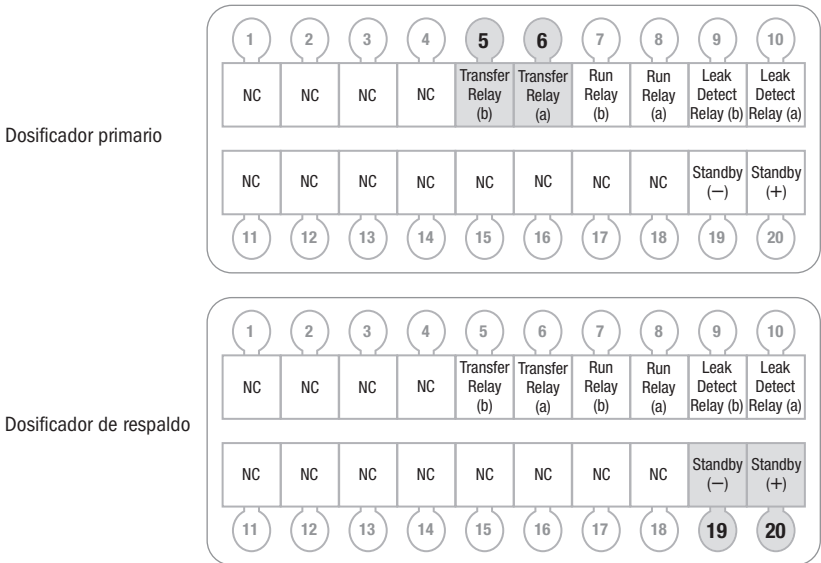 1 2 3 4 5 6 7 8 9 10
NC NC NC NC Transfer Relay (b) Transfer Relay (a) Run Relay (b) Run Relay (a) Leak Detect Relay (b) Leak Detect Relay (a)
Dosificador primario
NC NC NC NC NC NC NC NC Standby (−) Standby (+)
11 12 13 14 15 16 17 18 19 20
1 2 3 4 5 6 7 8 9 10
NC NC NC NC Transfer Relay (b) Transfer Relay (a) Run Relay (b) Run Relay (a) Leak Detect Relay (b) Leak Detect Relay (a)
Dosificador de respaldo
NC NC NC NC NC NC NC NC Standby (−) Standby (+)
11 12 13 14 15 16 17 18 19 20